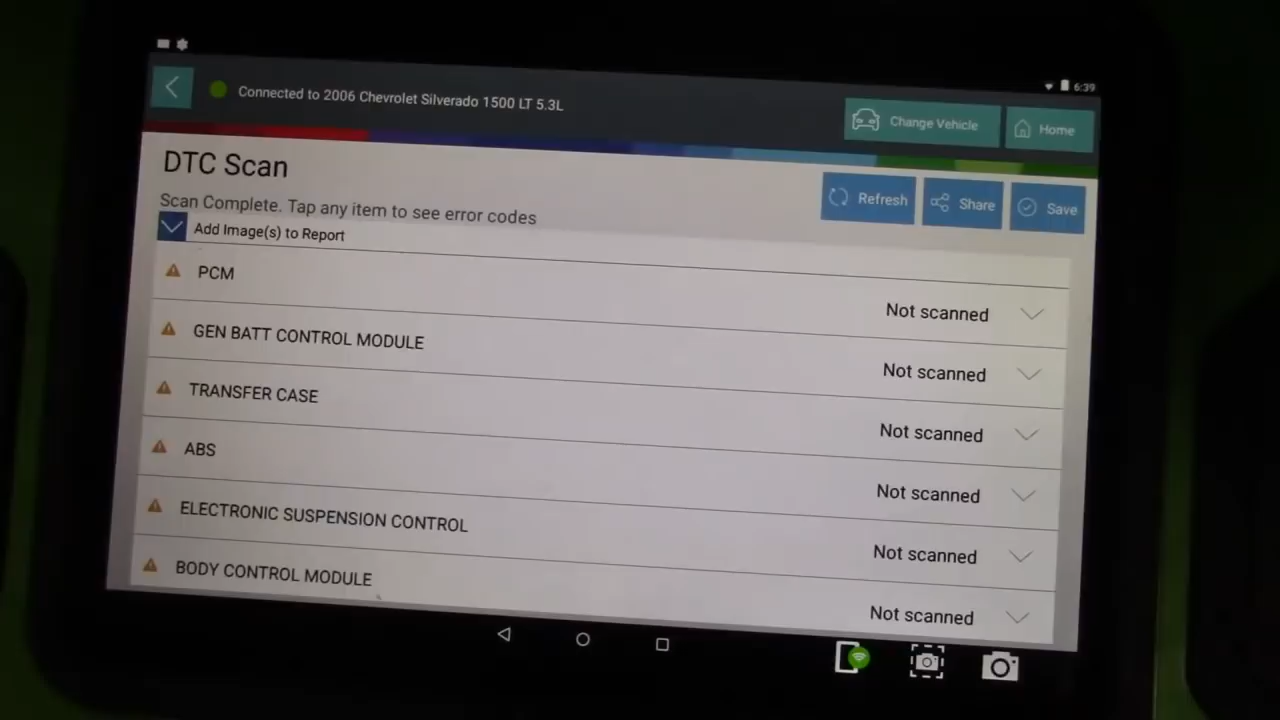 6:39
Connected to 2006 Chevrolet Silverado 1500 LT 5.3L
Change Vehicle
Home
DTC Scan
Refresh
Share
Save
Scan Complete. Tap any item to see error codes
Add Image(s) to Report
PCM
Not scanned
GEN BATT CONTROL MODULE
Not scanned
TRANSFER CASE
Not scanned
ABS
Not scanned
ELECTRONIC SUSPENSION CONTROL
Not scanned
BODY CONTROL MODULE
Not scanned